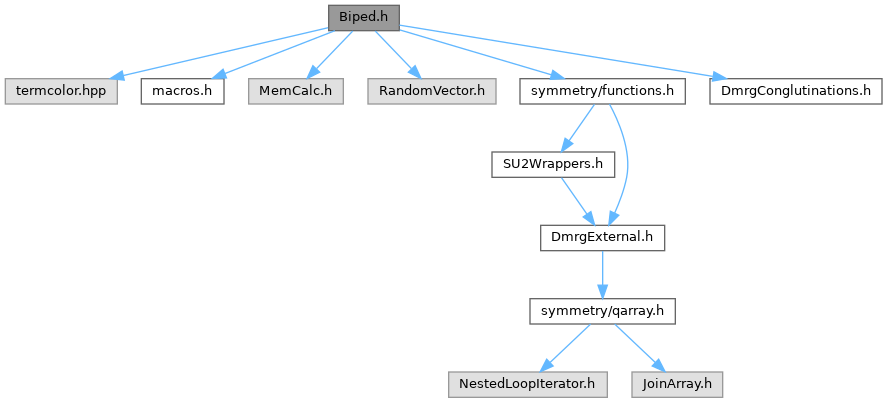 Biped.h
termcolor.hpp
macros.h
MemCalc.h
RandomVector.h
symmetry/functions.h
DmrgConglutinations.h
SU2Wrappers.h
DmrgExternal.h
symmetry/qarray.h
NestedLoopIterator.h
JoinArray.h